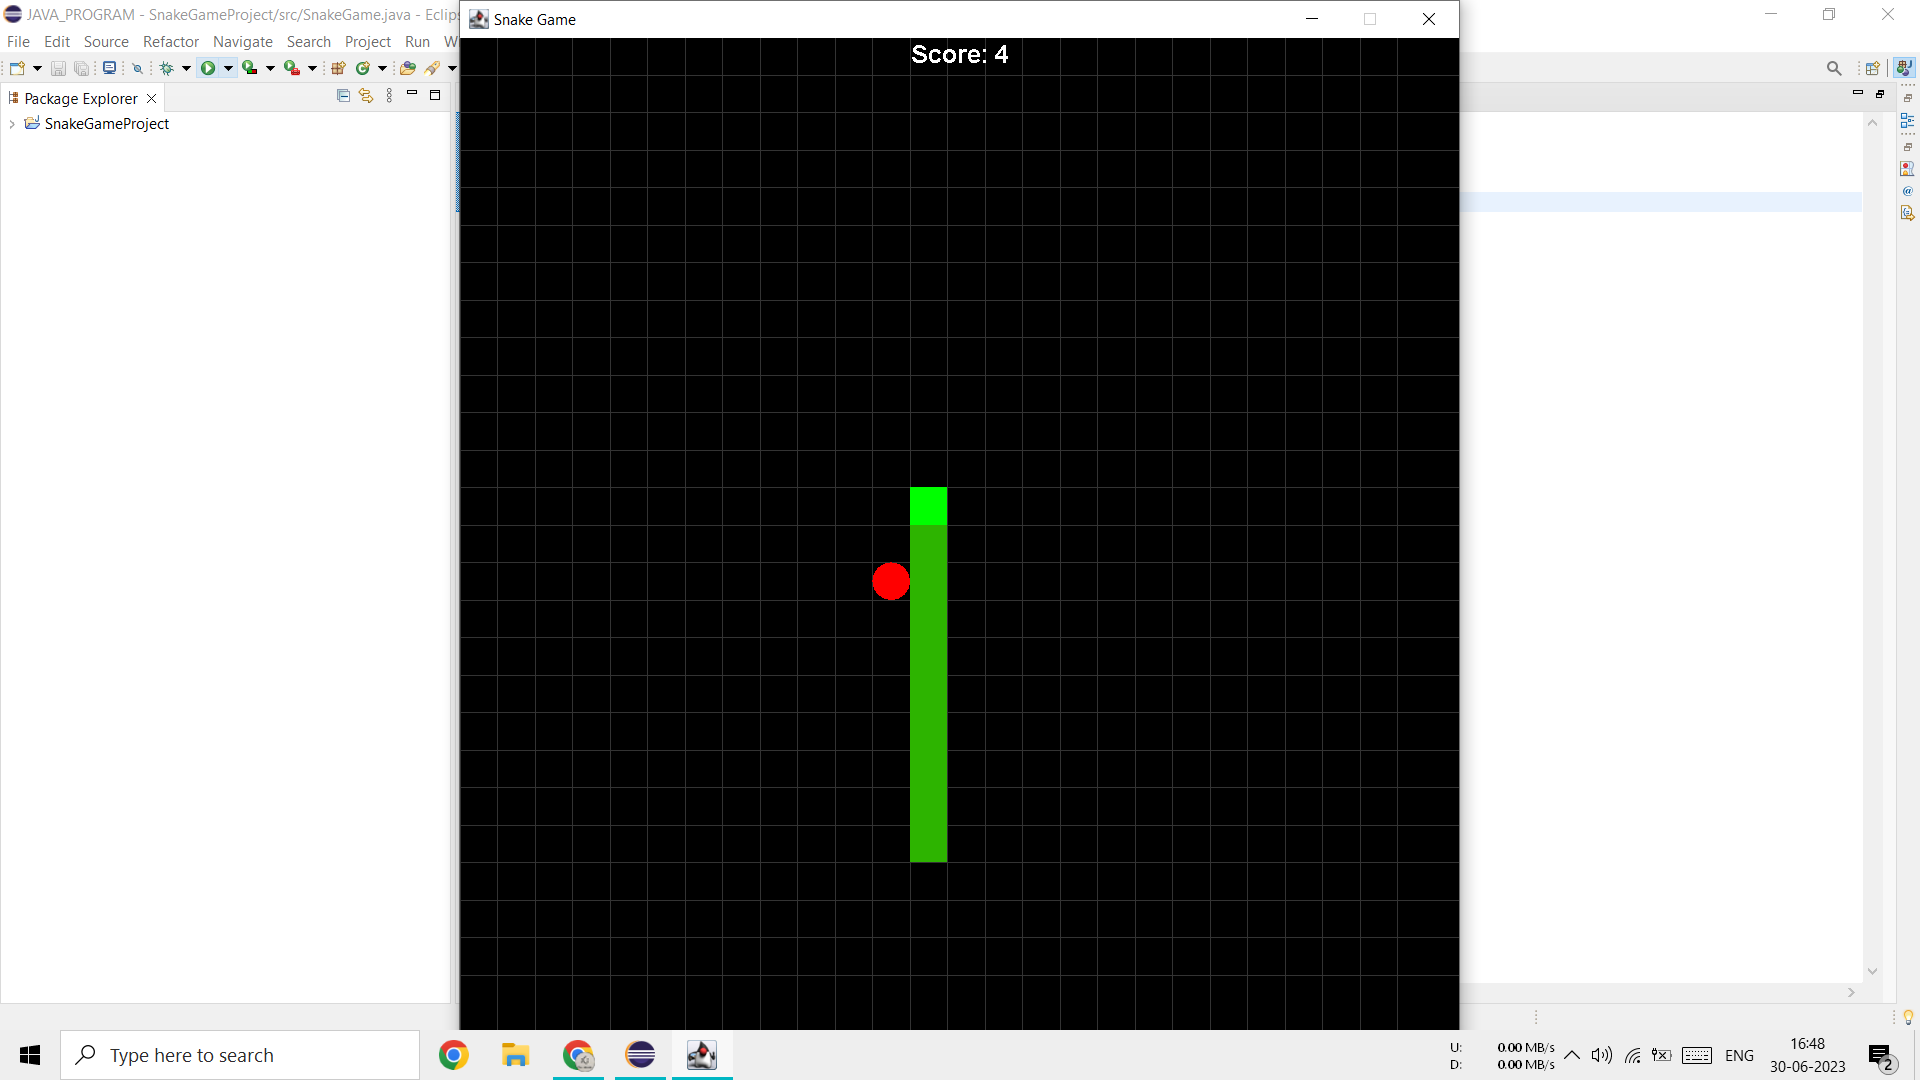 JAVA_PROGRAM - SnakeGameProject/src/SnakeGame.java - Eclips
Snake Game
File Edit Source Refactor Navigate Search Project Run W
Score: 4
Package Explorer
SnakeGameProject
Type here to search
U: 0.00 MB/s
D: 0.00 MB/s
ENG
16:48
30-06-2023
2